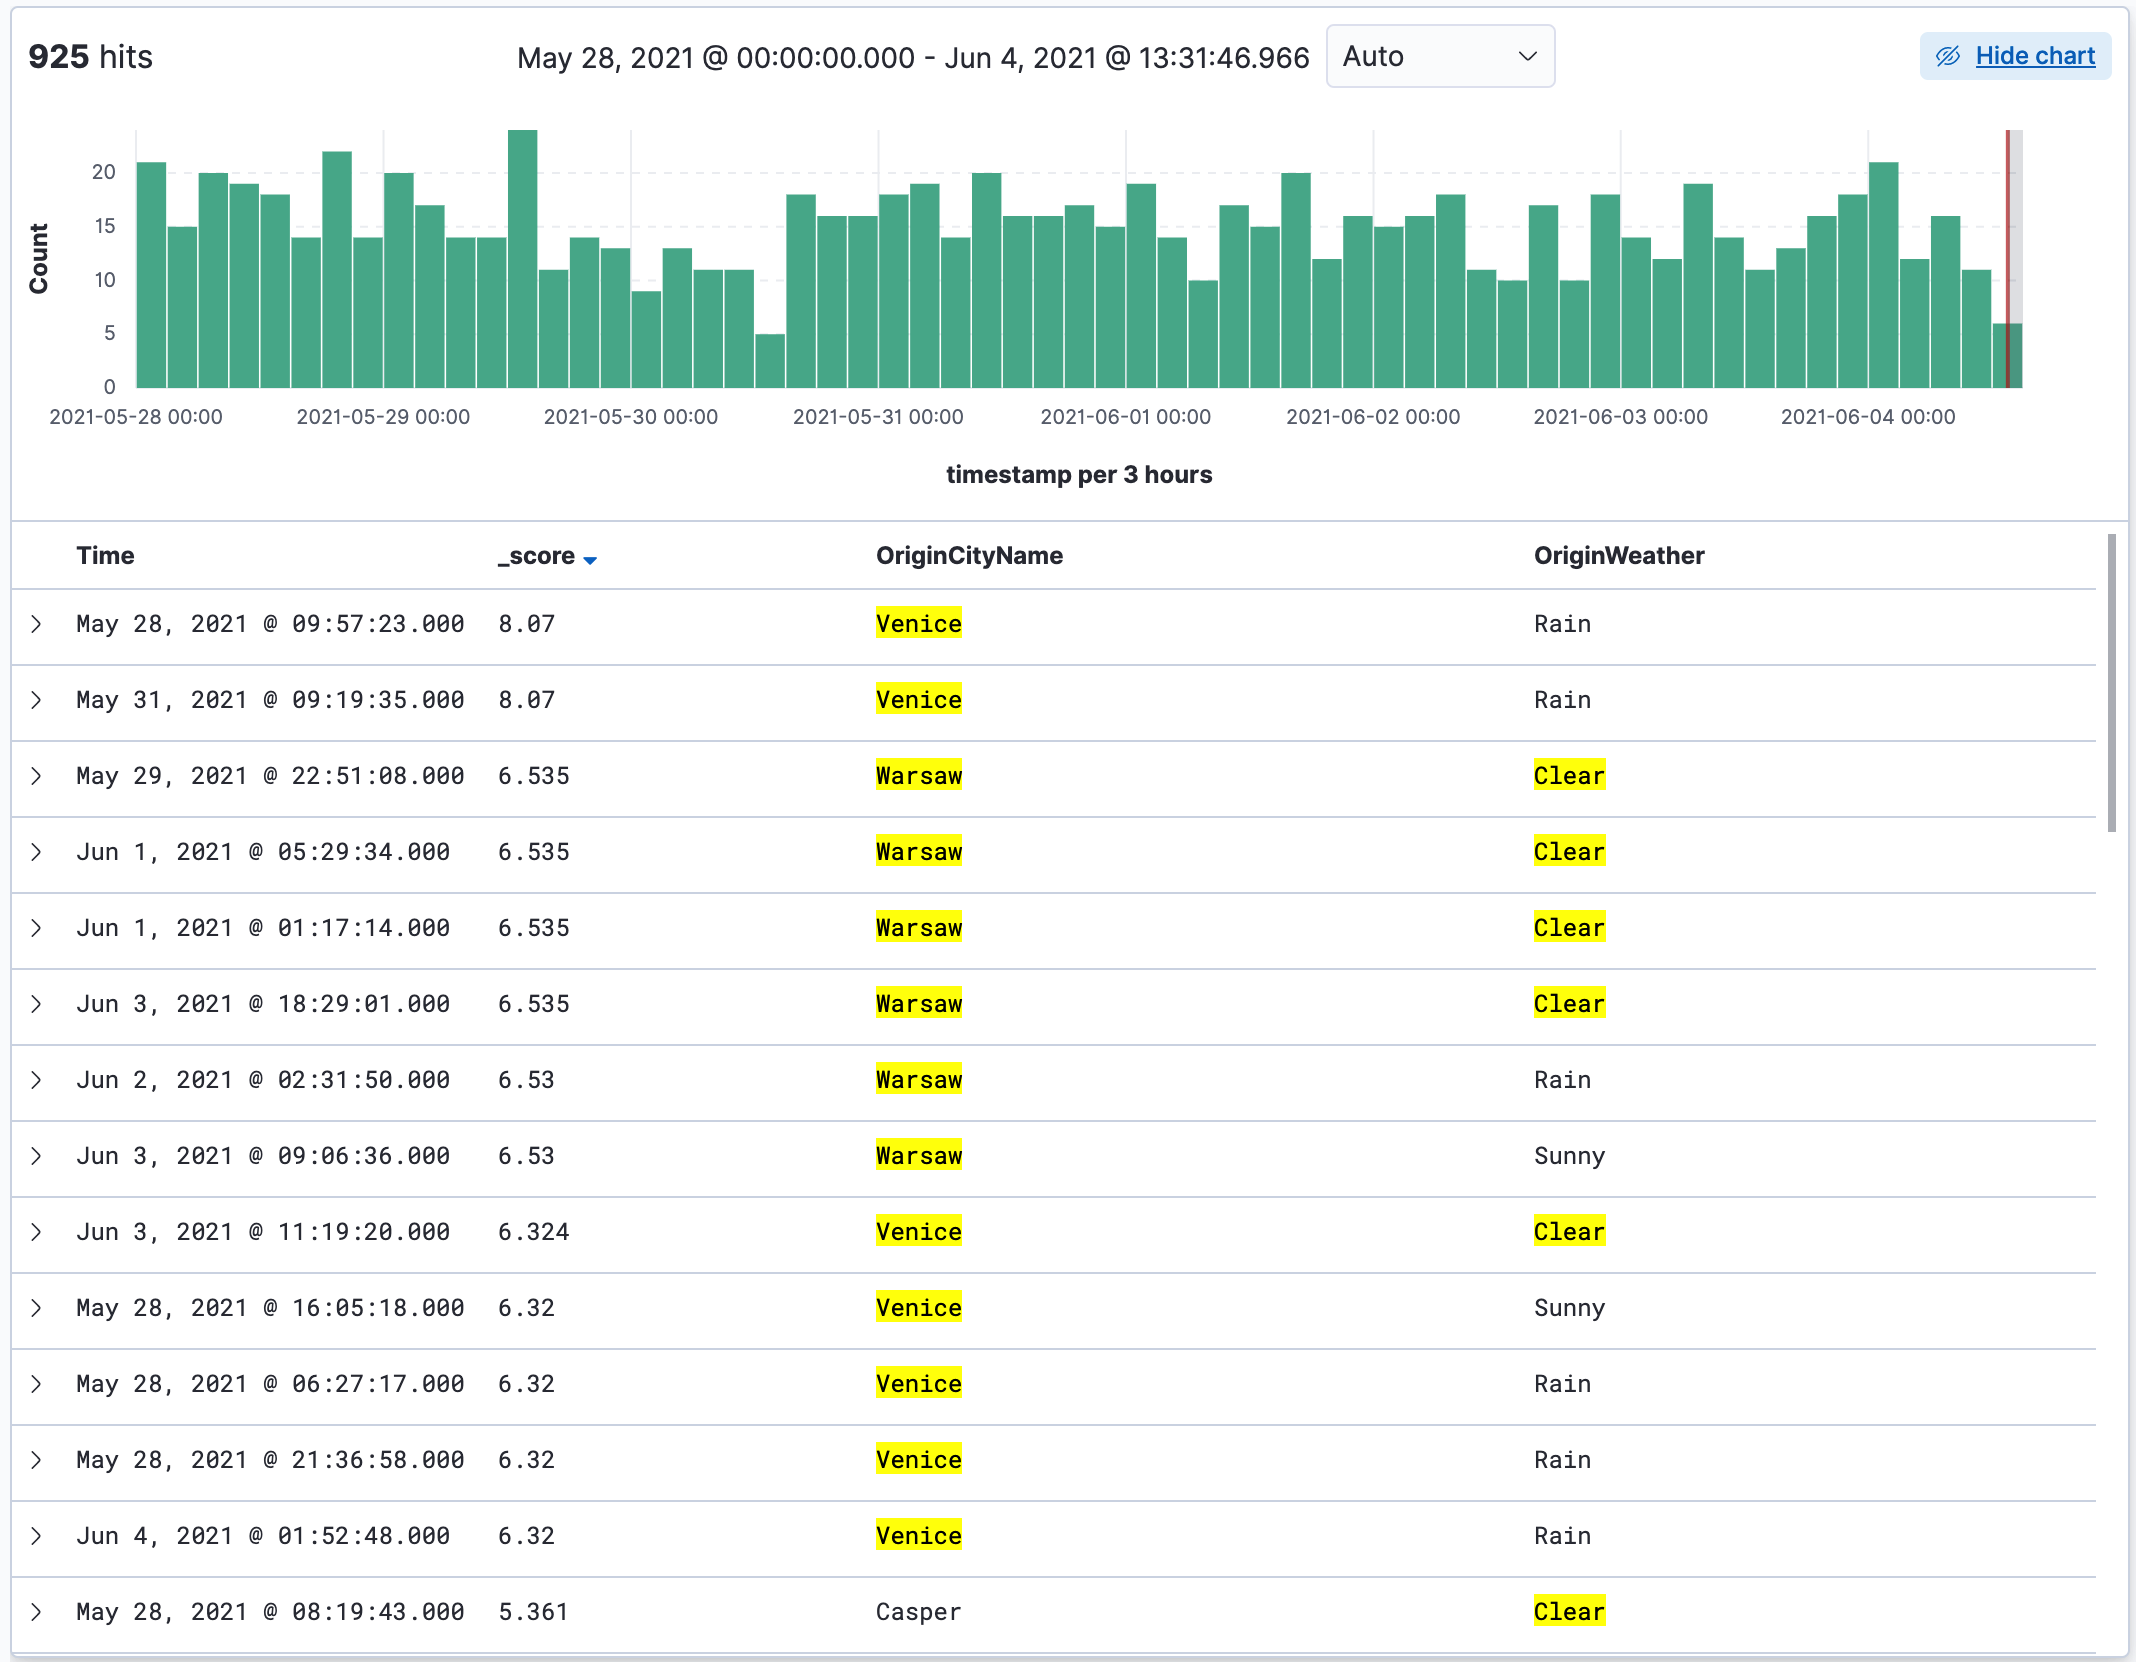 925 hits
May 28, 2021 @ 00:00:00.000 - Jun 4, 2021 @ 13:31:46.966
Auto
Hide chart
Count
20
15
10
5
0
2021-05-28 00:00 2021-05-29 00:00 2021-05-30 00:00 2021-05-31 00:00 2021-06-01 00:00 2021-06-02 00:00 2021-06-03 00:00 2021-06-04 00:00
timestamp per 3 hours
Time _score OriginCityName OriginWeather
May 28, 2021 @ 09:57:23.000 8.07 Venice Rain
May 31, 2021 @ 09:19:35.000 8.07 Venice Rain
May 29, 2021 @ 22:51:08.000 6.535 Warsaw Clear
Jun 1, 2021 @ 05:29:34.000 6.535 Warsaw Clear
Jun 1, 2021 @ 01:17:14.000 6.535 Warsaw Clear
Jun 3, 2021 @ 18:29:01.000 6.535 Warsaw Clear
Jun 2, 2021 @ 02:31:50.000 6.53 Warsaw Rain
Jun 3, 2021 @ 09:06:36.000 6.53 Warsaw Sunny
Jun 3, 2021 @ 11:19:20.000 6.324 Venice Clear
May 28, 2021 @ 16:05:18.000 6.32 Venice Sunny
May 28, 2021 @ 06:27:17.000 6.32 Venice Rain
May 28, 2021 @ 21:36:58.000 6.32 Venice Rain
Jun 4, 2021 @ 01:52:48.000 6.32 Venice Rain
May 28, 2021 @ 08:19:43.000 5.361 Casper Clear